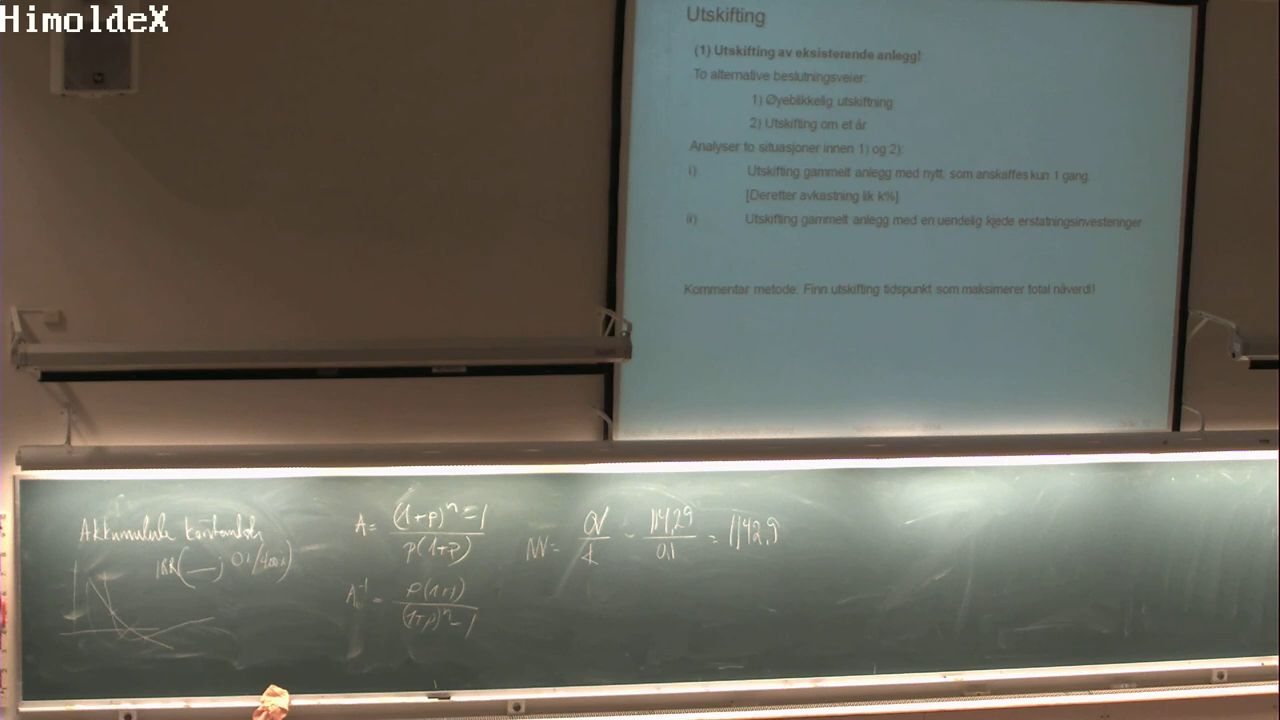 HimoldeX
Utskifting
(1) Utskifting av eksisterende anlegg!
To alternative beslutningsveier:
1) Øyeblikkelig utskiftning
2) Utskifting om et år
Analyser to situasjoner innen 1) og 2):
i) Utskifting gammelt anlegg med nytt, som anskaffes kun 1 gang.
[Deretter avkastning lik k%]
ii) Utskifting gammelt anlegg med en uendelig kjede erstatningsinvesteringer
Kommentar metode: Finn utskifting tidspunkt som maksimerer total nåverdi!
Akkumulerte
IRR(
A = (1+p)^n - 1 / p(1+p)
NV = = 114,29 / 0,1 = 1142,9
A^-1 = p(1+p) / (1+p)^n - 1